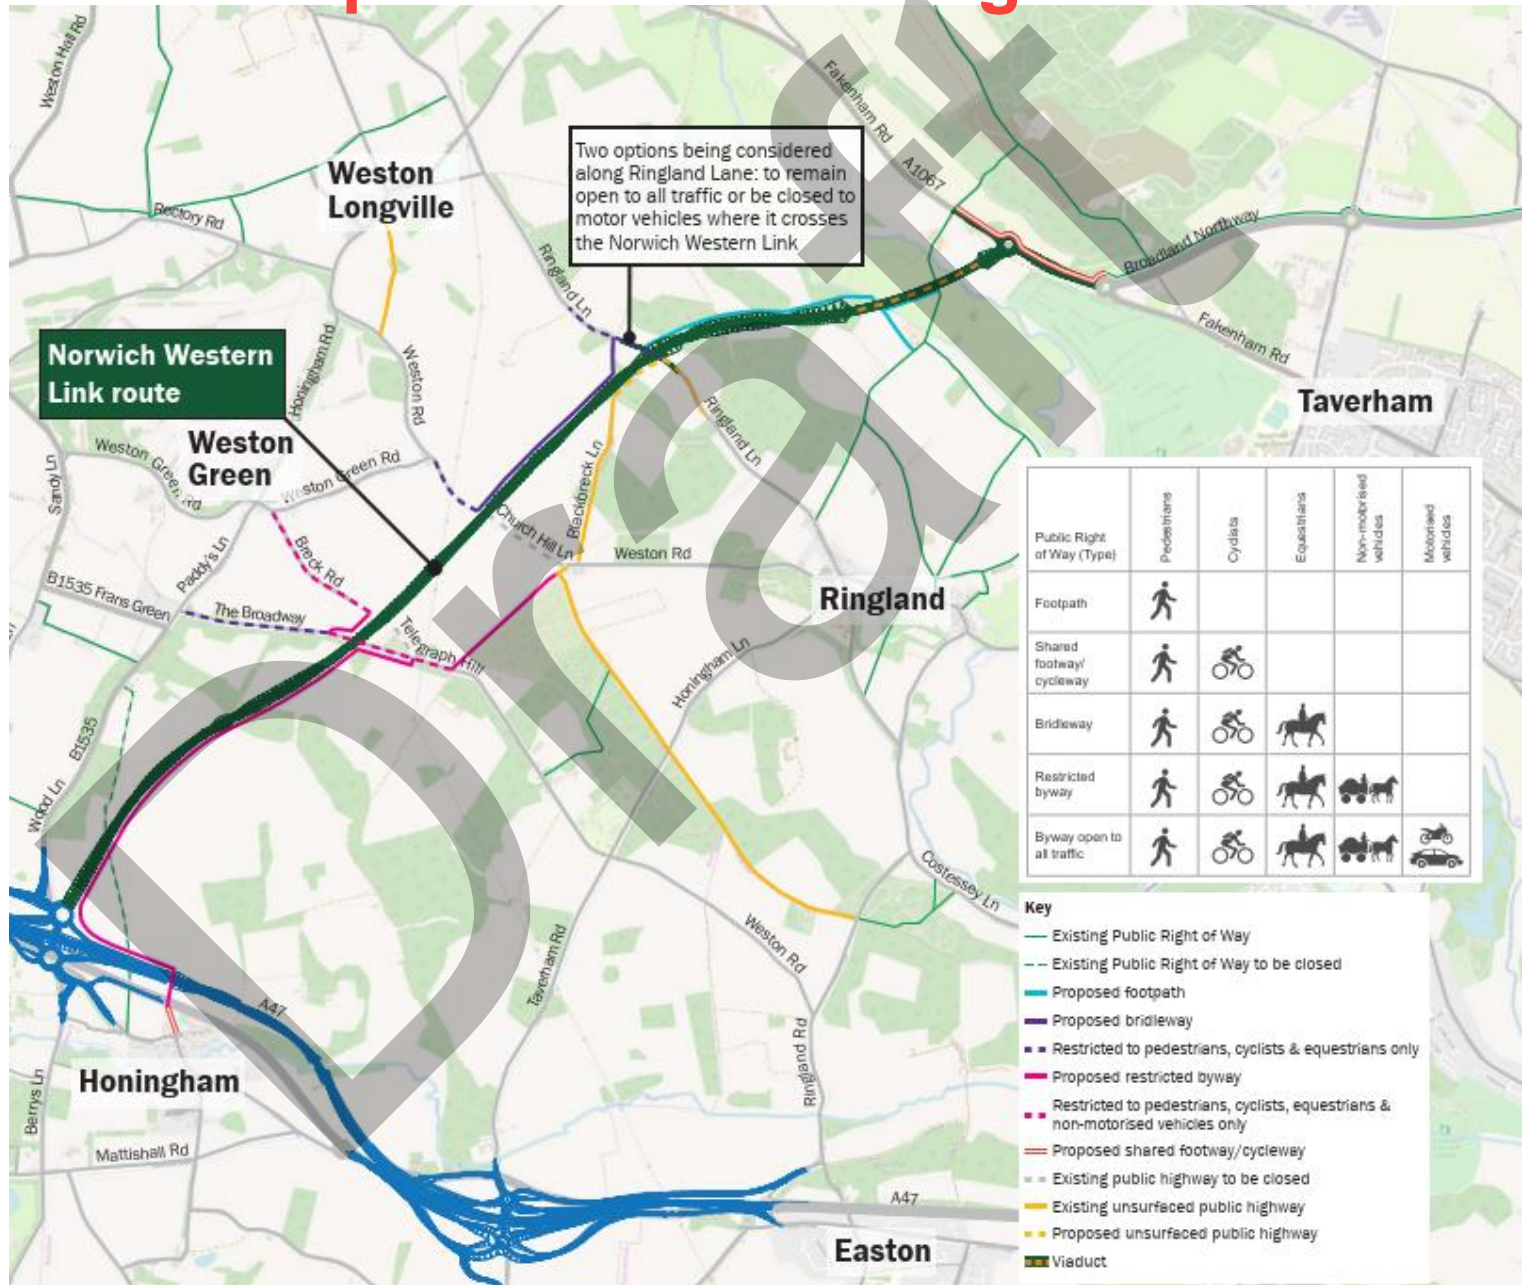 Weston Hall Rd
Fakenham Rd
A1067
Two options being considered
along Ringland Lane: to remain
open to all traffic or be closed to
motor vehicles where it crosses
the Norwich Western Link
Weston
Longville
Rectory Rd
Ringland Ln
Broadland Northway
Fakenham Rd
Norwich Western
Link route
Honingham Rd
Weston Rd
Taverham
Weston
Green
Weston Green Rd
Weston Green Rd
Sandy Ln
Ringland Ln
Blackbreck Ln
Church Hill Ln
Weston Rd
Breck Rd
Paddy's Ln
B1535 Frans Green
The Broadway
Telegraph Hill
Ringland
Honingham Ln
B1535
Wood Ln
Costessey Ln
Weston Rd
Taverham Rd
Ringland Rd
A47
Honingham
Berrys Ln
Mattishall Rd
A47
Easton
Draft
Public Right
of Way (Type)
Pedestrians
Cyclists
Equestrians
Non-motorised
vehicles
Motorised
vehicles
Footpath
Shared
footway/
cycleway
Bridleway
Restricted
byway
Byway open to
all traffic
Key
Existing Public Right of Way
Existing Public Right of Way to be closed
Proposed footpath
Proposed bridleway
Restricted to pedestrians, cyclists & equestrians only
Proposed restricted byway
Restricted to pedestrians, cyclists, equestrians &
non-motorised vehicles only
Proposed shared footway/cycleway
Existing public highway to be closed
Existing unsurfaced public highway
Proposed unsurfaced public highway
Viaduct